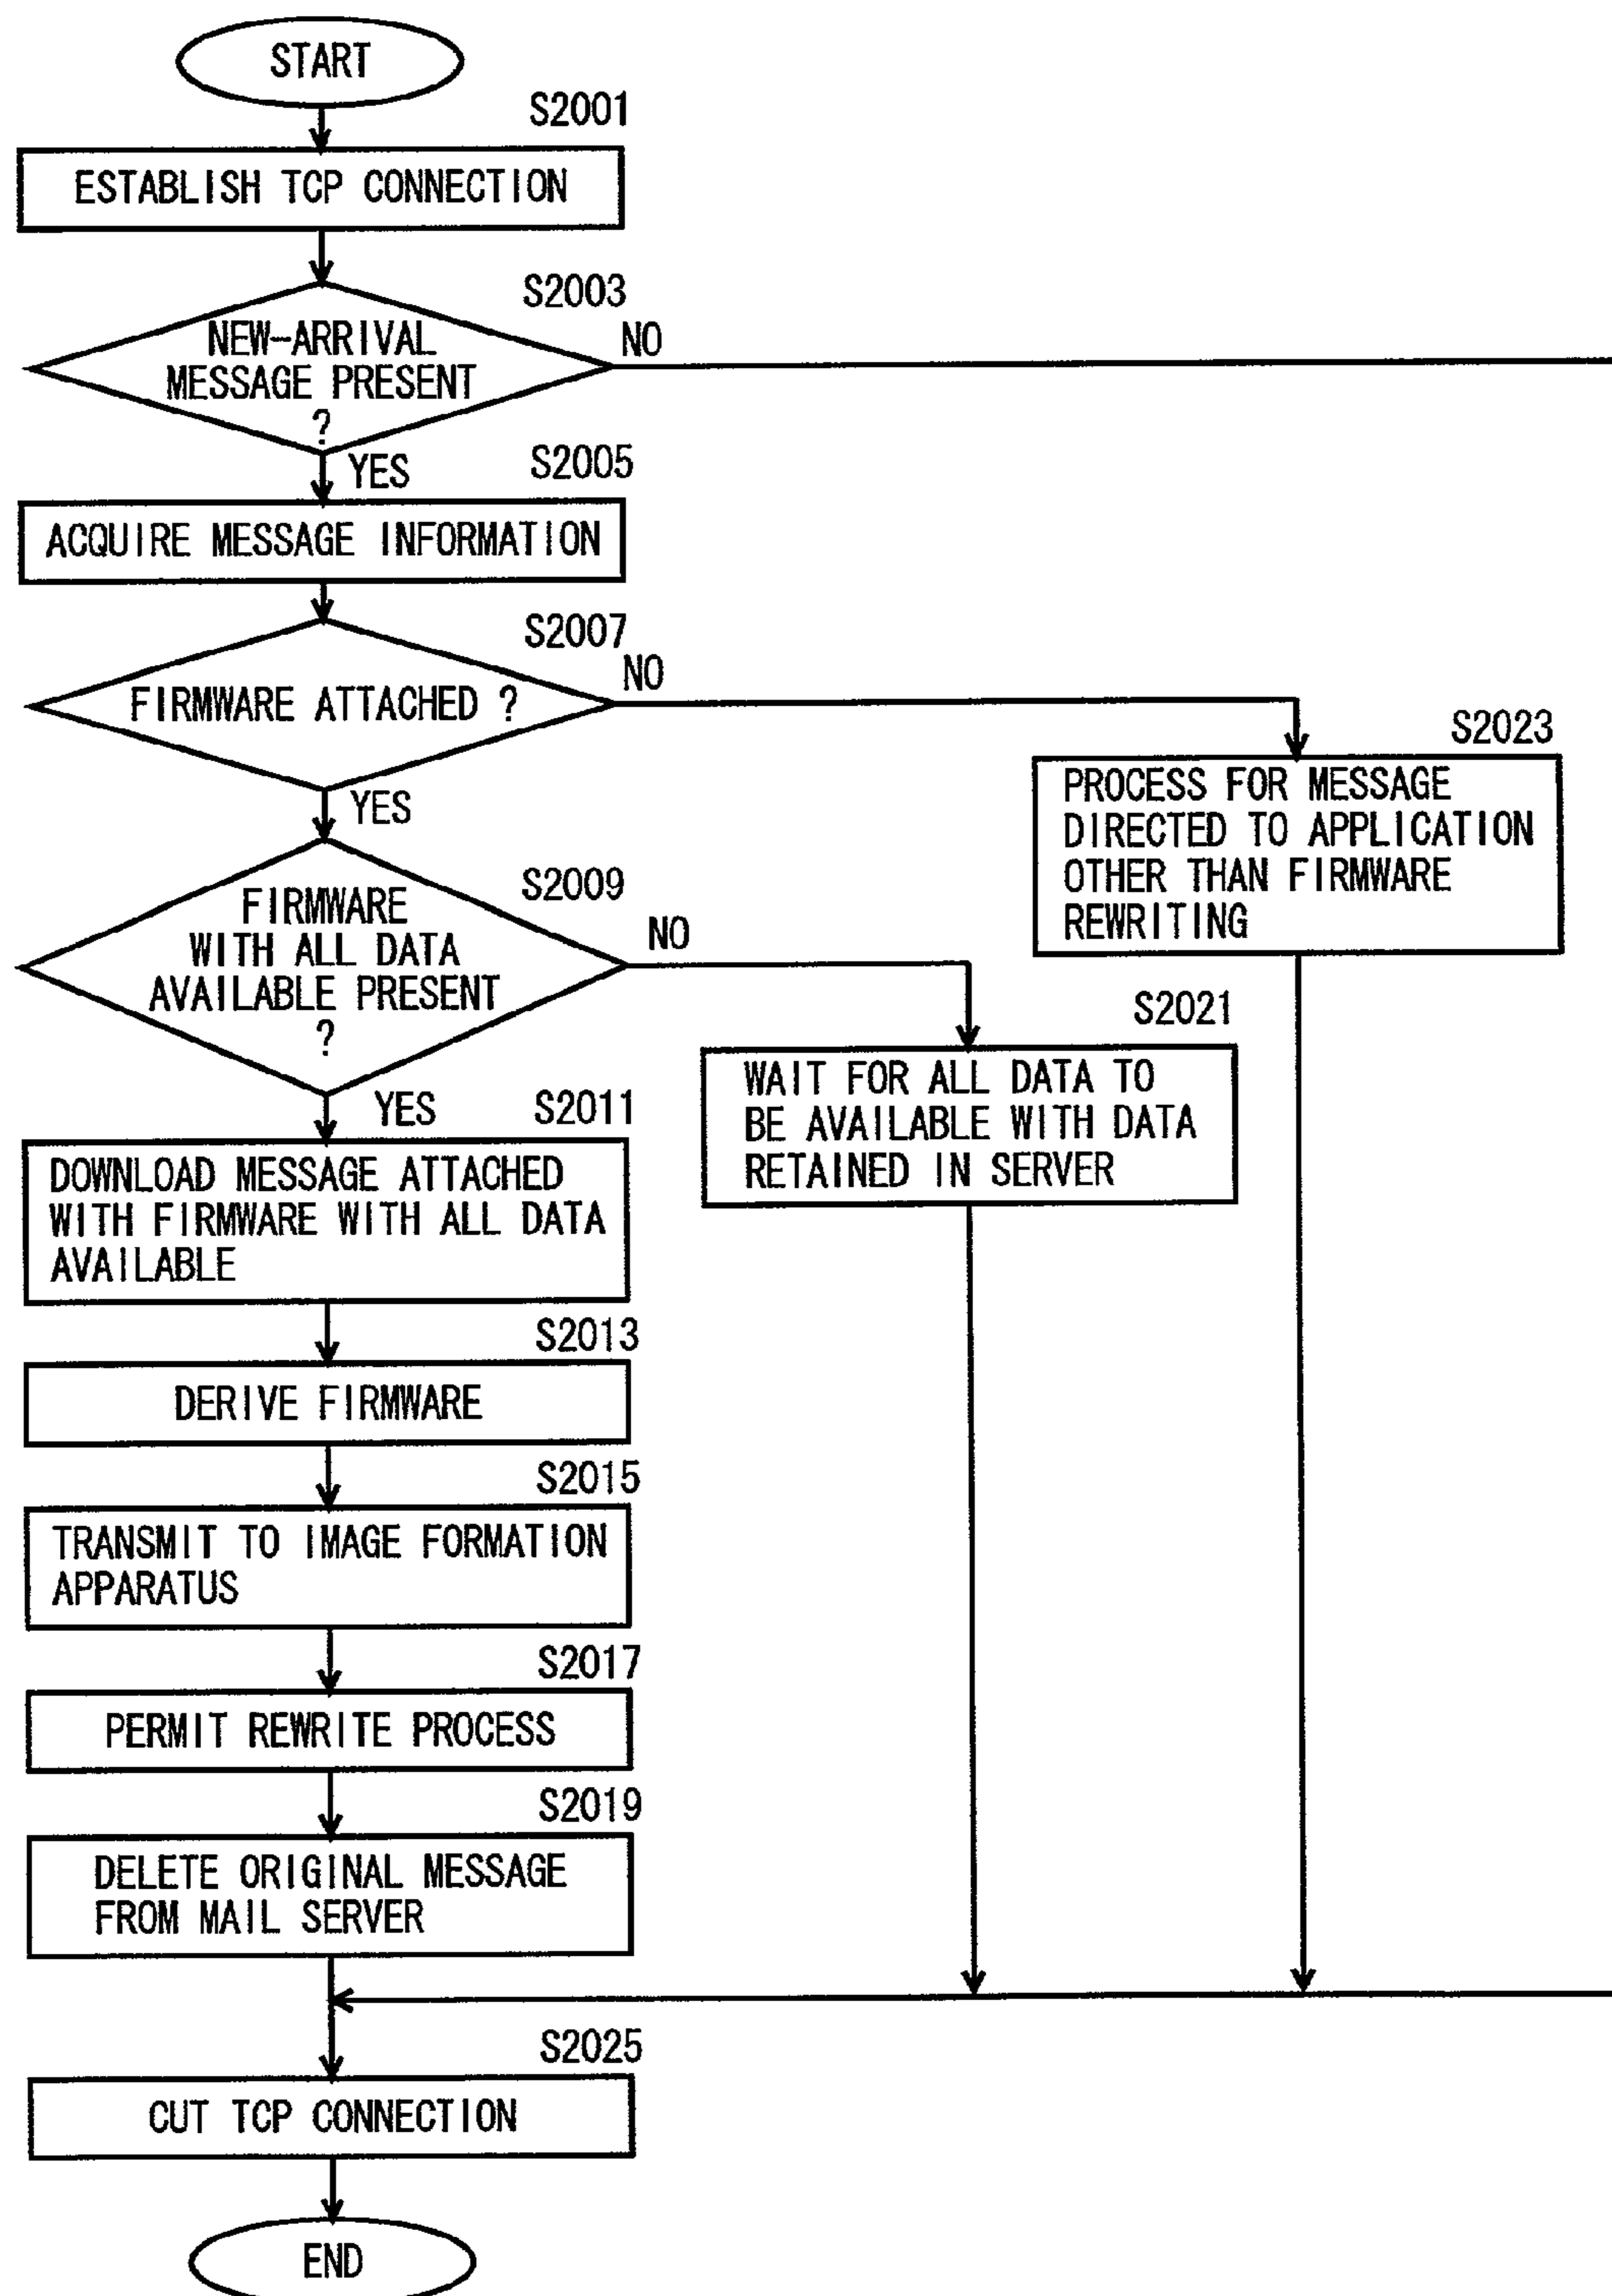 START
S2001
ESTABLISH TCP CONNECTION
S2003
NEW-ARRIVAL
MESSAGE PRESENT
?
NO
YES
S2005
ACQUIRE MESSAGE INFORMATION
S2007
FIRMWARE ATTACHED ?
NO
YES
S2023
PROCESS FOR MESSAGE
DIRECTED TO APPLICATION
OTHER THAN FIRMWARE
REWRITING
S2009
FIRMWARE
WITH ALL DATA
AVAILABLE PRESENT
?
NO
YES
S2021
WAIT FOR ALL DATA TO
BE AVAILABLE WITH DATA
RETAINED IN SERVER
S2011
DOWNLOAD MESSAGE ATTACHED
WITH FIRMWARE WITH ALL DATA
AVAILABLE
S2013
DERIVE FIRMWARE
S2015
TRANSMIT TO IMAGE FORMATION
APPARATUS
S2017
PERMIT REWRITE PROCESS
S2019
DELETE ORIGINAL MESSAGE
FROM MAIL SERVER
S2025
CUT TCP CONNECTION
END